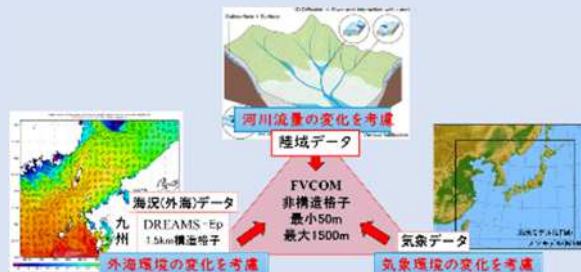 河川流量の変化を考慮
陸域データ
海況(外海)データ
九州
DREAMS-Ep
1.5km構造格子
外海環境の変化を考慮
FVCOM
非構造格子
最小50m
最大1500m
気象データ
気象環境の変化を考慮